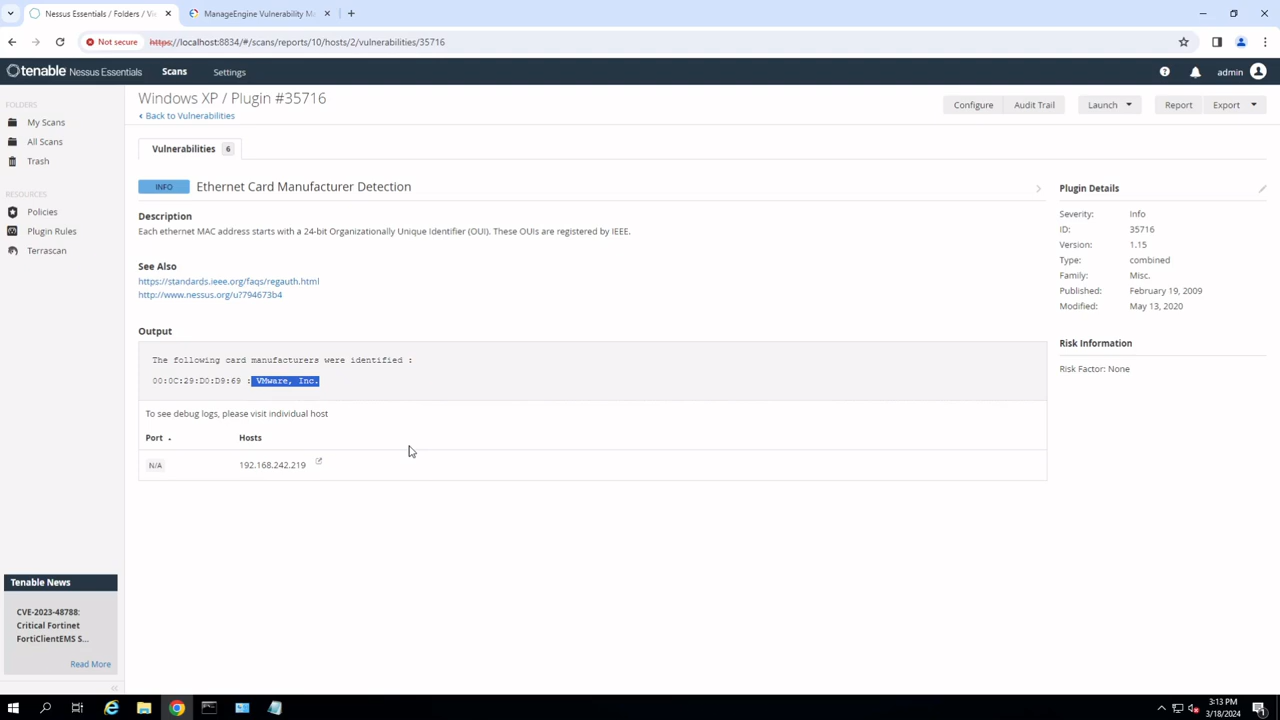 Nessus Essentials / Folders / Vie
ManageEngine Vulnerability Ma
Not secure
https://localhost:8834/#/scans/reports/10/hosts/2/vulnerabilities/35716
tenable Nessus Essentials
Scans
Settings
admin
FOLDERS
My Scans
All Scans
Trash
RESOURCES
Policies
Plugin Rules
Terrascan
Tenable News
CVE-2023-48788:
Critical Fortinet
FortiClientEMS S...
Read More
Windows XP / Plugin #35716
Back to Vulnerabilities
Configure
Audit Trail
Launch
Report
Export
Vulnerabilities 6
INFO Ethernet Card Manufacturer Detection
Description
Each ethernet MAC address starts with a 24-bit Organizationally Unique Identifier (OUI). These OUIs are registered by IEEE.
See Also
https://standards.ieee.org/faqs/regauth.html
http://www.nessus.org/u?794673b4
Output
The following card manufacturers were identified :
00:0C:29:D0:D9:69 : VMware, Inc.
To see debug logs, please visit individual host
Port Hosts
N/A 192.168.242.219
Plugin Details
Severity: Info
ID: 35716
Version: 1.15
Type: combined
Family: Misc.
Published: February 19, 2009
Modified: May 13, 2020
Risk Information
Risk Factor: None
3:13 PM
3/18/2024
1